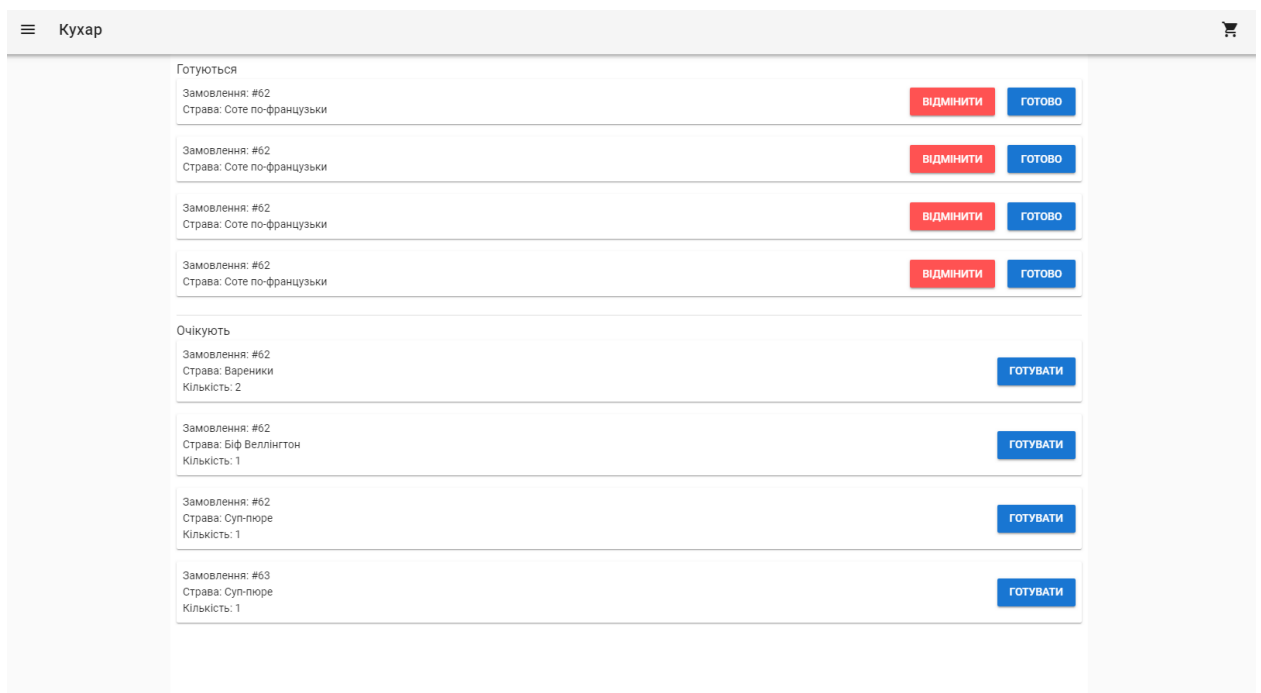 Кухар
Готуються
Замовлення: #62
Страва: Соте по-французьки
ВІДМІНИТИ ГОТОВО
Замовлення: #62
Страва: Соте по-французьки
ВІДМІНИТИ ГОТОВО
Замовлення: #62
Страва: Соте по-французьки
ВІДМІНИТИ ГОТОВО
Замовлення: #62
Страва: Соте по-французьки
ВІДМІНИТИ ГОТОВО
Очікують
Замовлення: #62
Страва: Вареники
Кількість: 2
ГОТУВАТИ
Замовлення: #62
Страва: Біф Веллінгтон
Кількість: 1
ГОТУВАТИ
Замовлення: #62
Страва: Суп-пюре
Кількість: 1
ГОТУВАТИ
Замовлення: #63
Страва: Суп-пюре
Кількість: 1
ГОТУВАТИ